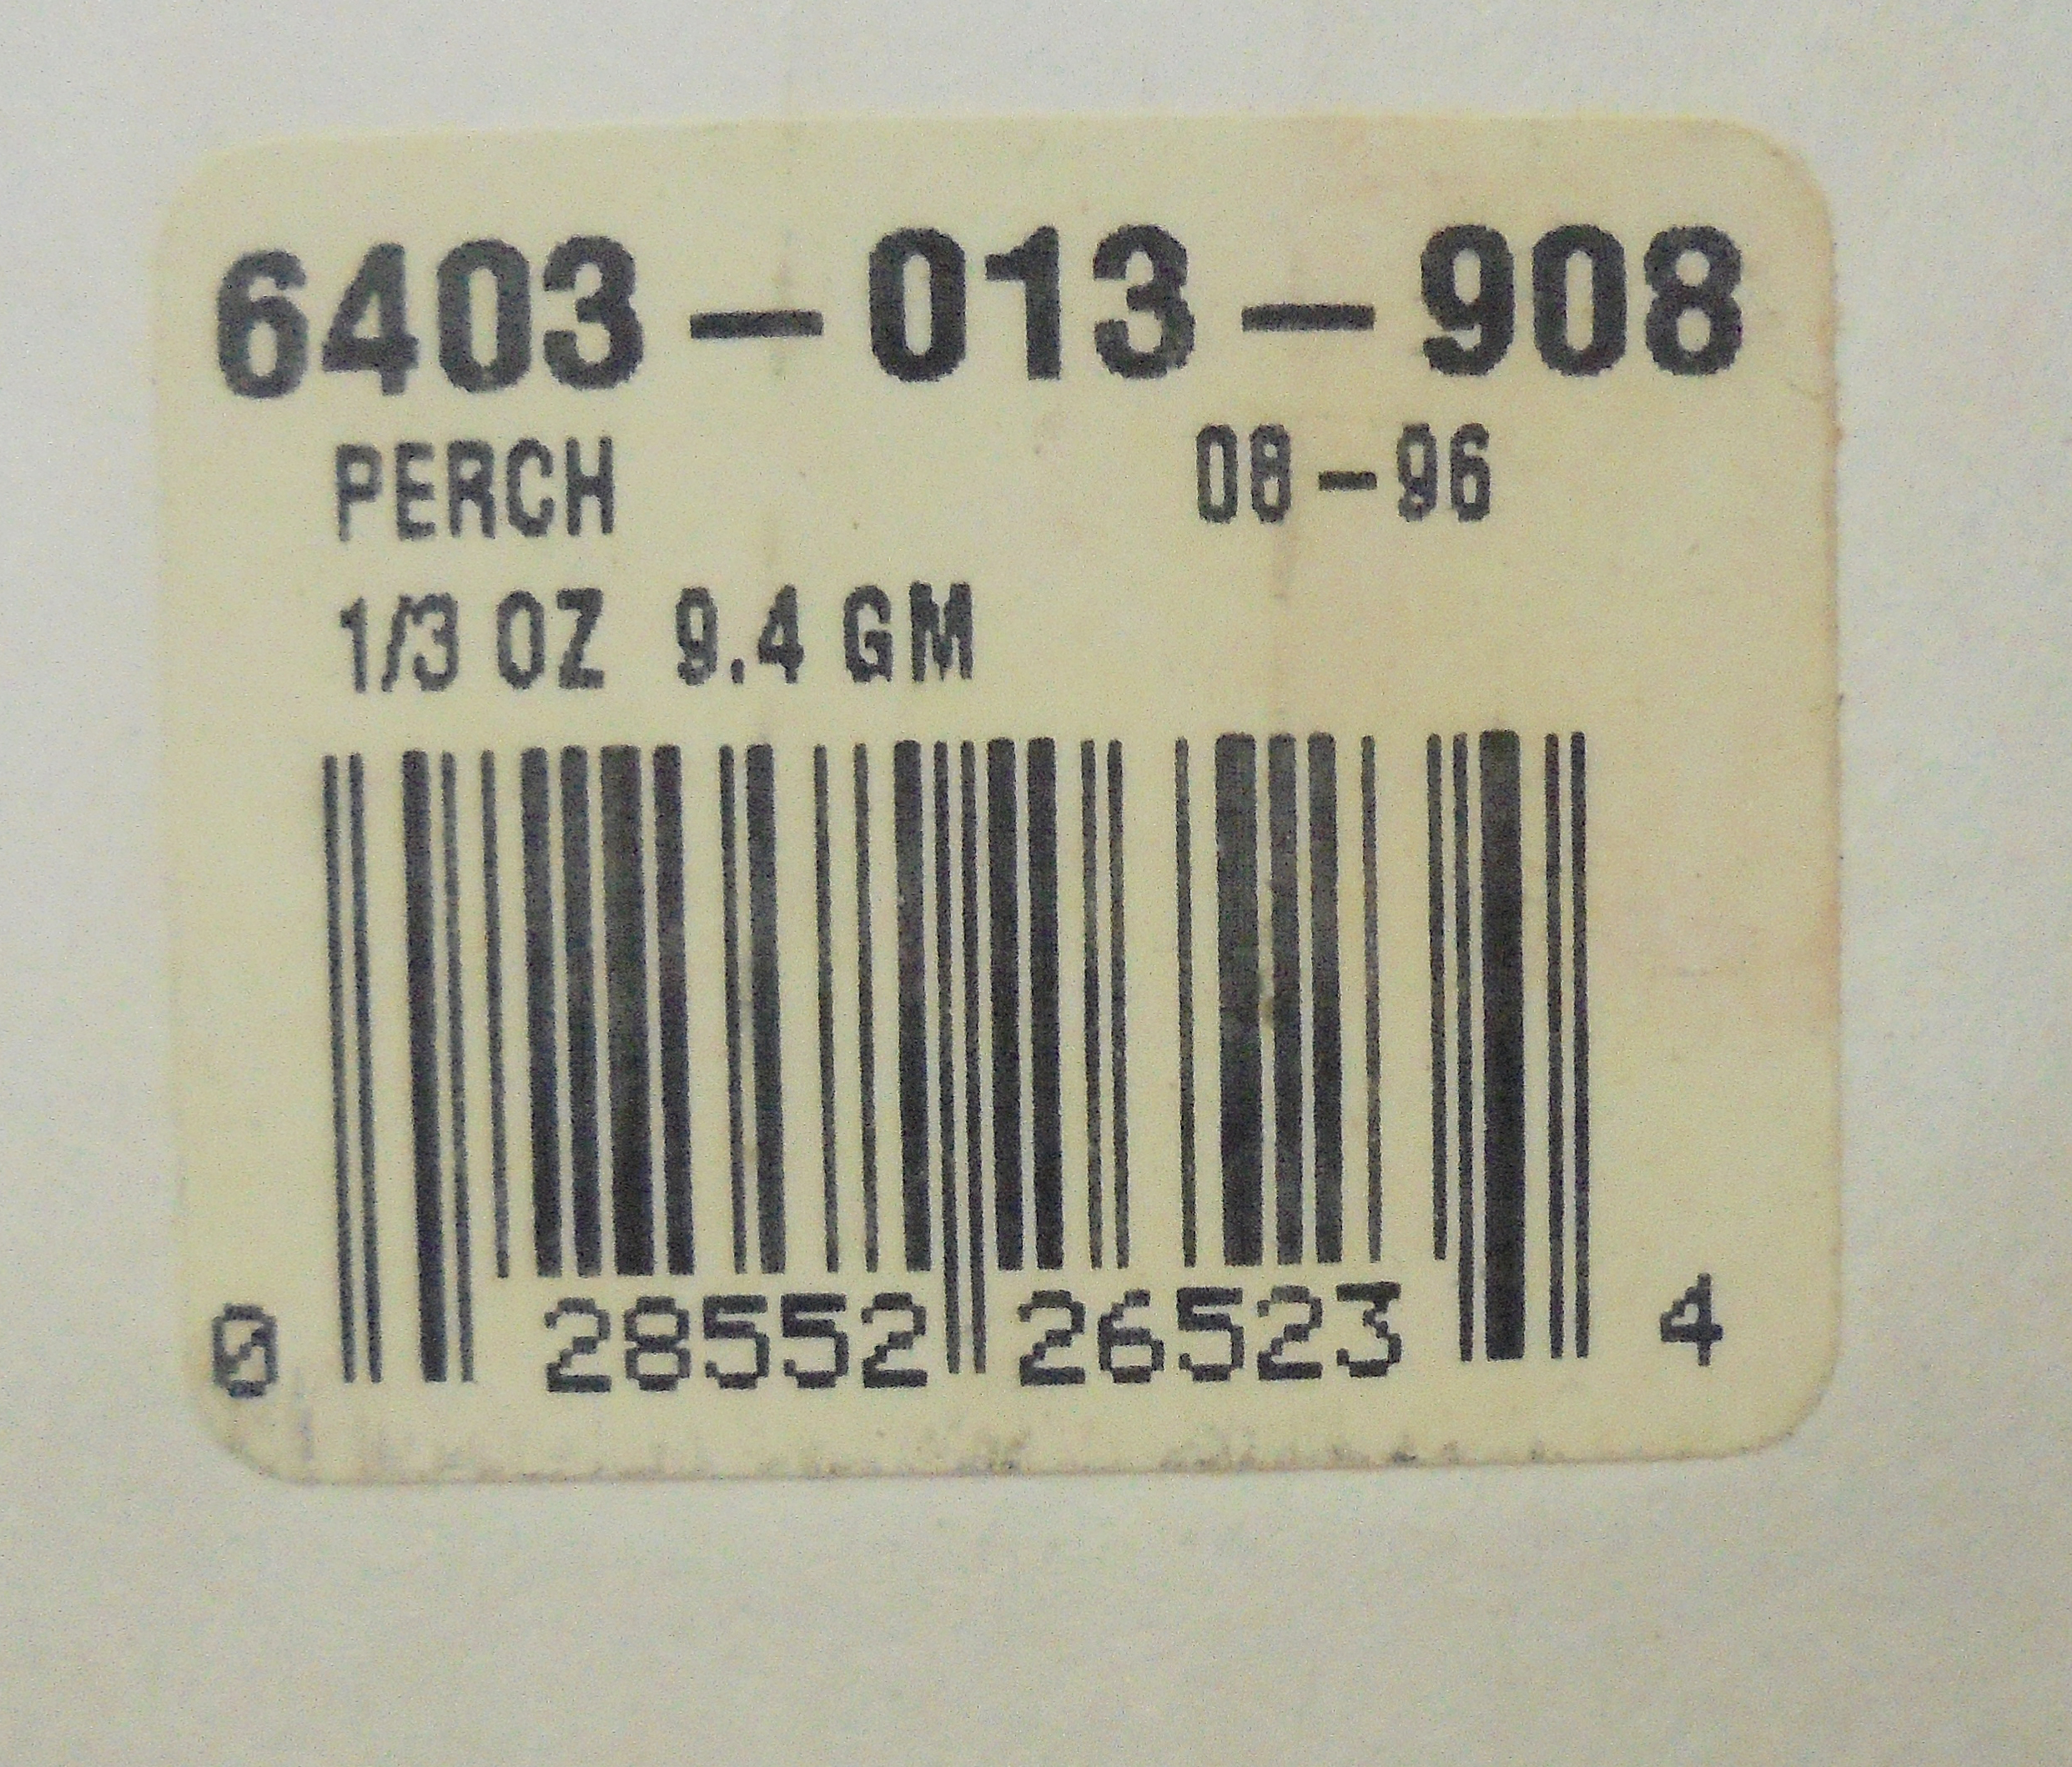 6403-013-908
PERCH 08-96
1/3 OZ 9.4 GM
0 28552 26523 4